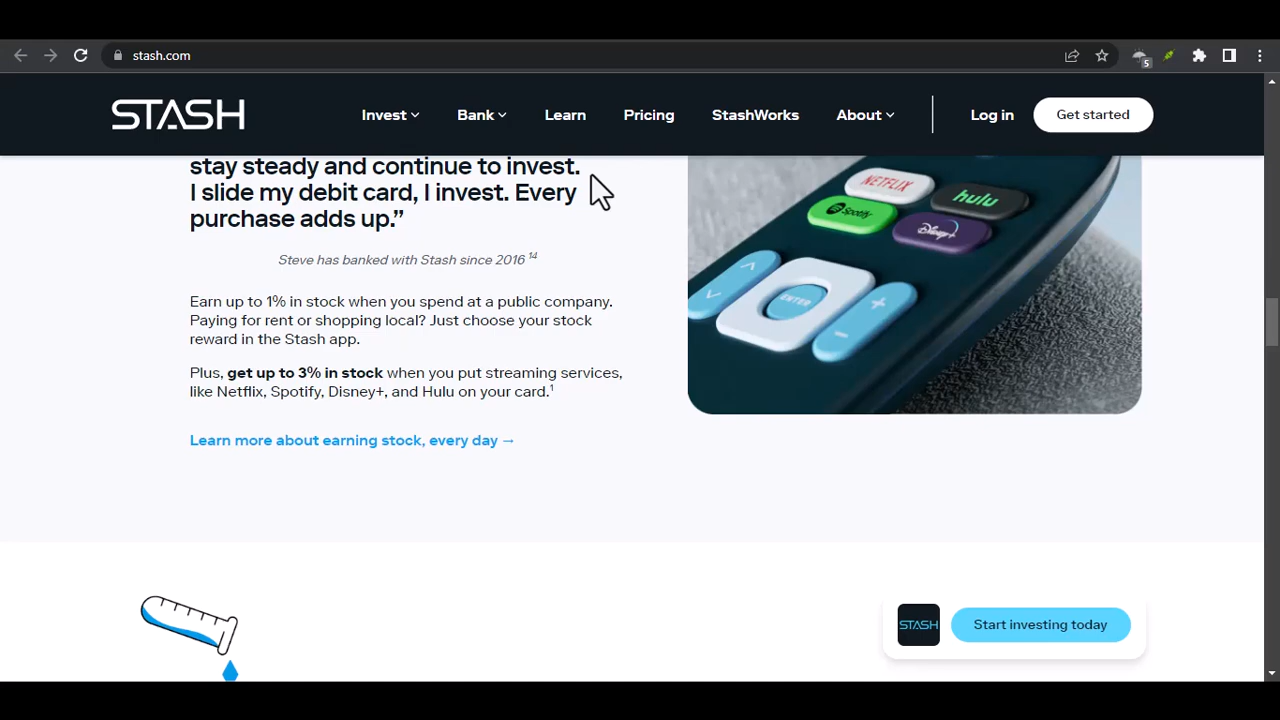 stash.com
5
STASH
Invest Bank Learn Pricing StashWorks About Log in Get started
stay steady and continue to invest.
I slide my debit card, I invest. Every
purchase adds up.”
Steve has banked with Stash since 2016 14
Earn up to 1% in stock when you spend at a public company.
Paying for rent or shopping local? Just choose your stock
reward in the Stash app.
Plus, get up to 3% in stock when you put streaming services,
like Netflix, Spotify, Disney+, and Hulu on your card.1
Learn more about earning stock, every day →
NETFLIX
hulu
Spotify
Disney+
ENTER
STASH
Start investing today